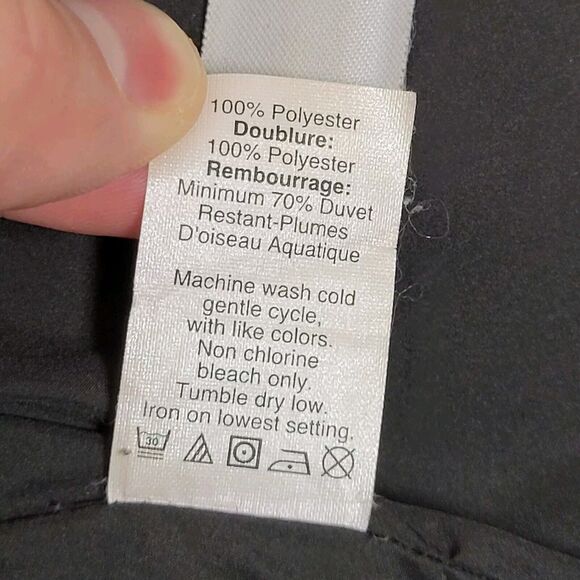 100% Polyester
Doublure:
100% Polyester
Rembourrage:
Minimum 70% Duvet
Restant-Plumes
D'oiseau Aquatique
Machine wash cold
gentle cycle,
with like colors.
Non chlorine
bleach only.
Tumble dry low.
Iron on lowest setting.
30